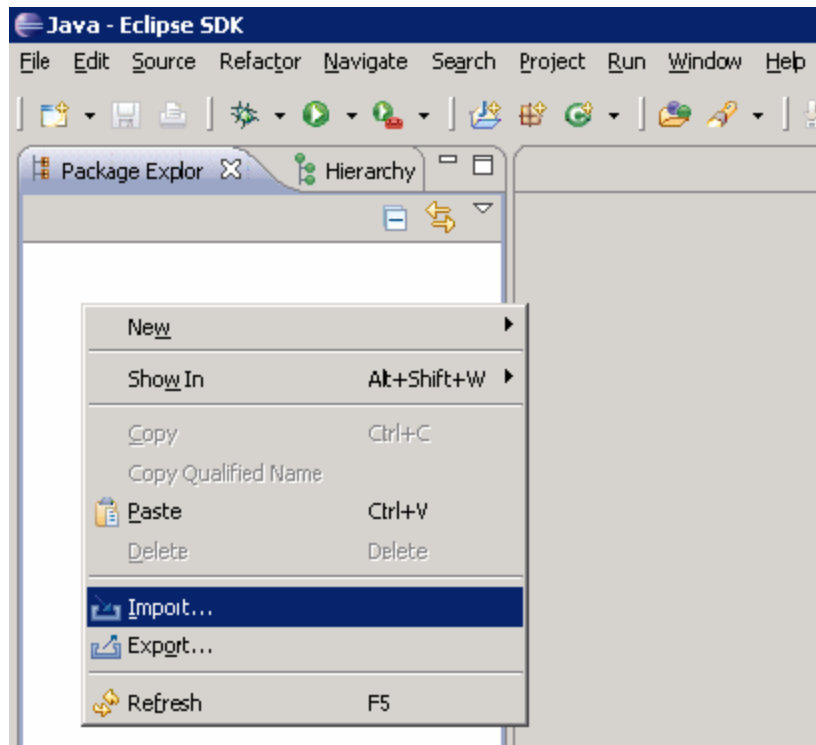 Java - Eclipse SDK
File Edit Source Refactor Navigate Search Project Run Window Help
Package Explor Hierarchy
New
Show In Alt+Shift+W
Copy Ctrl+C
Copy Qualified Name
Paste Ctrl+V
Delete Delete
Import...
Export...
Refresh F5